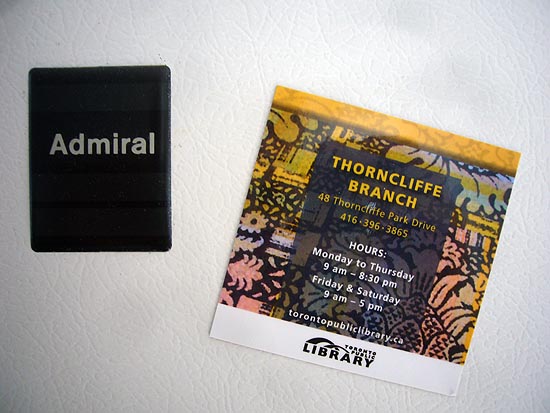 Admiral
THORNCLIFFE
BRANCH
48 Thorncliffe Park Drive
416•396•3865
HOURS:
Monday to Thursday
9 am – 8:30 pm
Friday & Saturday
9 am – 5 pm
torontopubliclibrary.ca
TORONTO
PUBLIC
LIBRARY